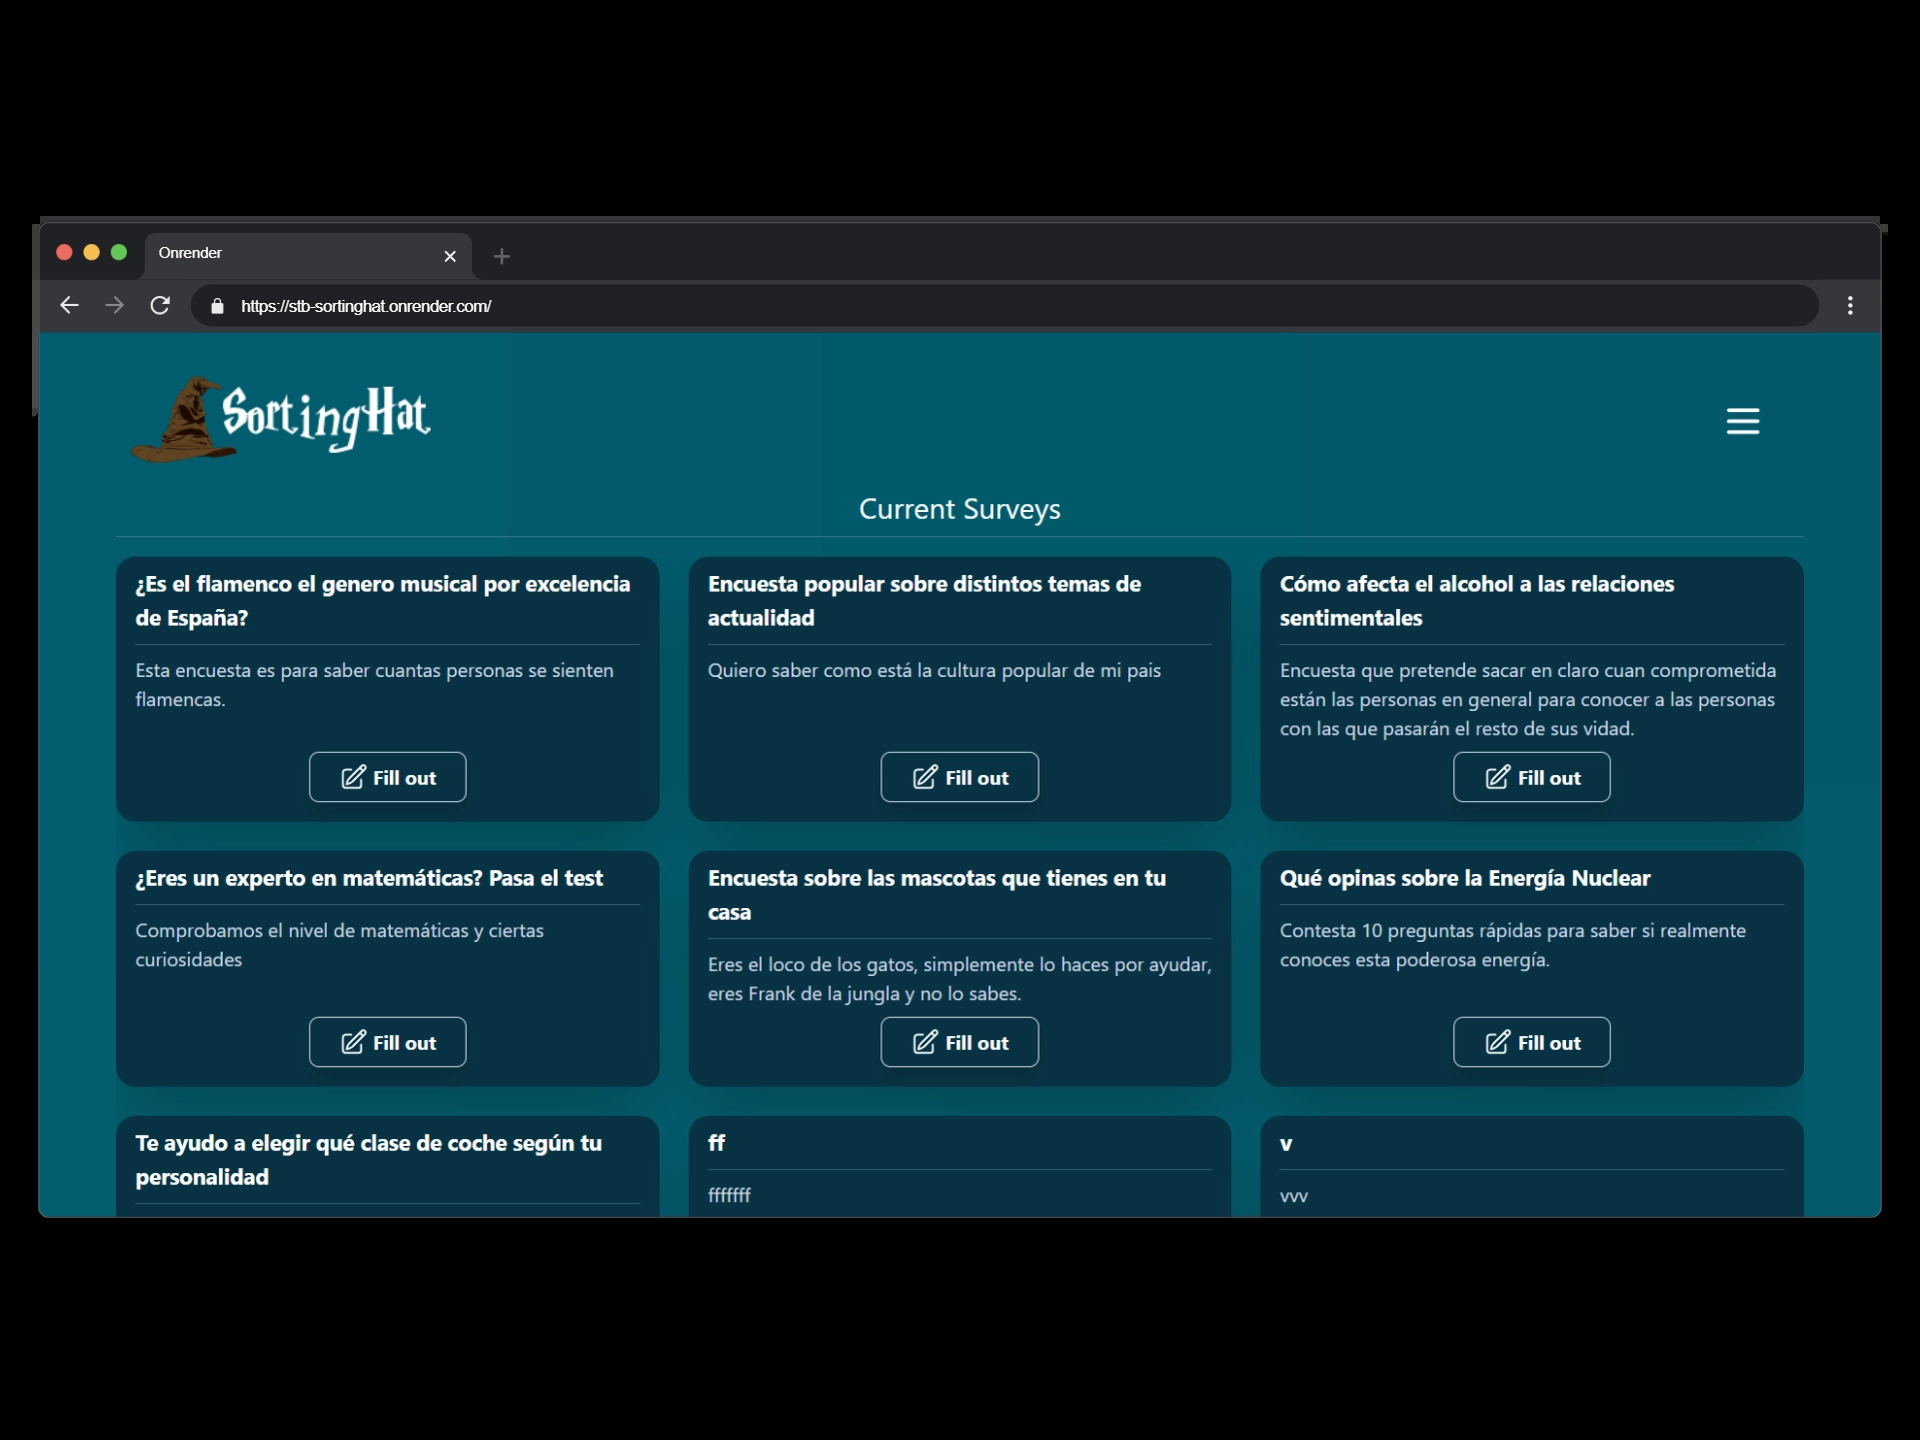 Onrender
https://stb-sortinghat.onrender.com/
SortingHat
Current Surveys
¿Es el flamenco el genero musical por excelencia
de España?
Esta encuesta es para saber cuantas personas se sienten
flamencas.
Fill out
Encuesta popular sobre distintos temas de
actualidad
Quiero saber como está la cultura popular de mi pais
Fill out
Cómo afecta el alcohol a las relaciones
sentimentales
Encuesta que pretende sacar en claro cuan comprometida
están las personas en general para conocer a las personas
con las que pasarán el resto de sus vidad.
Fill out
¿Eres un experto en matemáticas? Pasa el test
Comprobamos el nivel de matemáticas y ciertas
curiosidades
Fill out
Encuesta sobre las mascotas que tienes en tu
casa
Eres el loco de los gatos, simplemente lo haces por ayudar,
eres Frank de la jungla y no lo sabes.
Fill out
Qué opinas sobre la Energía Nuclear
Contesta 10 preguntas rápidas para saber si realmente
conoces esta poderosa energía.
Fill out
Te ayudo a elegir qué clase de coche según tu
personalidad
ff
fffffff
v
vvv